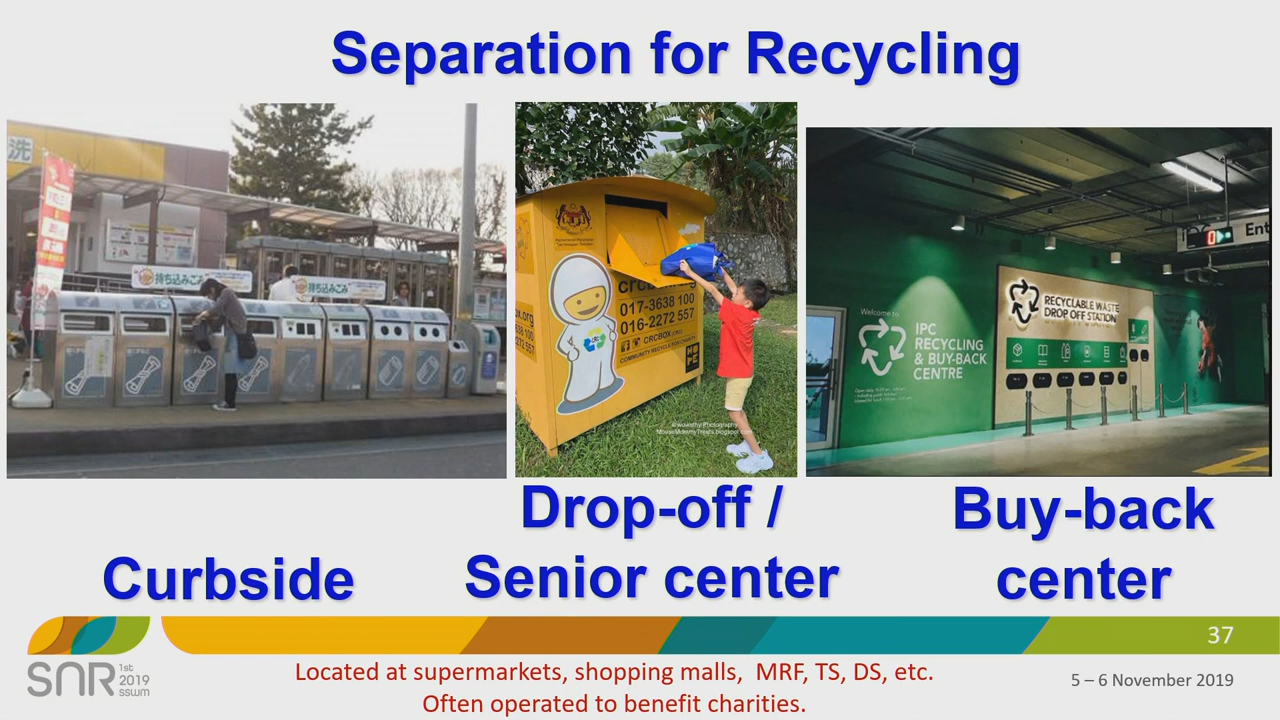 Separation for Recycling
洗
持ち込みごみ
持ち込みごみ
017-3638 100
016-2272 557
CRCBOX (CRC)
COMMUNITY RECYCLE FOR CHARITY
Welcome to
IPC
RECYCLING
& BUY-BACK
CENTRE
RECYCLABLE WASTE
DROP OFF STATION
Ent
Curbside
Drop-off /
Senior center
Buy-back
center
37
SNR 1st
2019
sswm
Located at supermarkets, shopping malls, MRF, TS, DS, etc.
Often operated to benefit charities.
5 – 6 November 2019